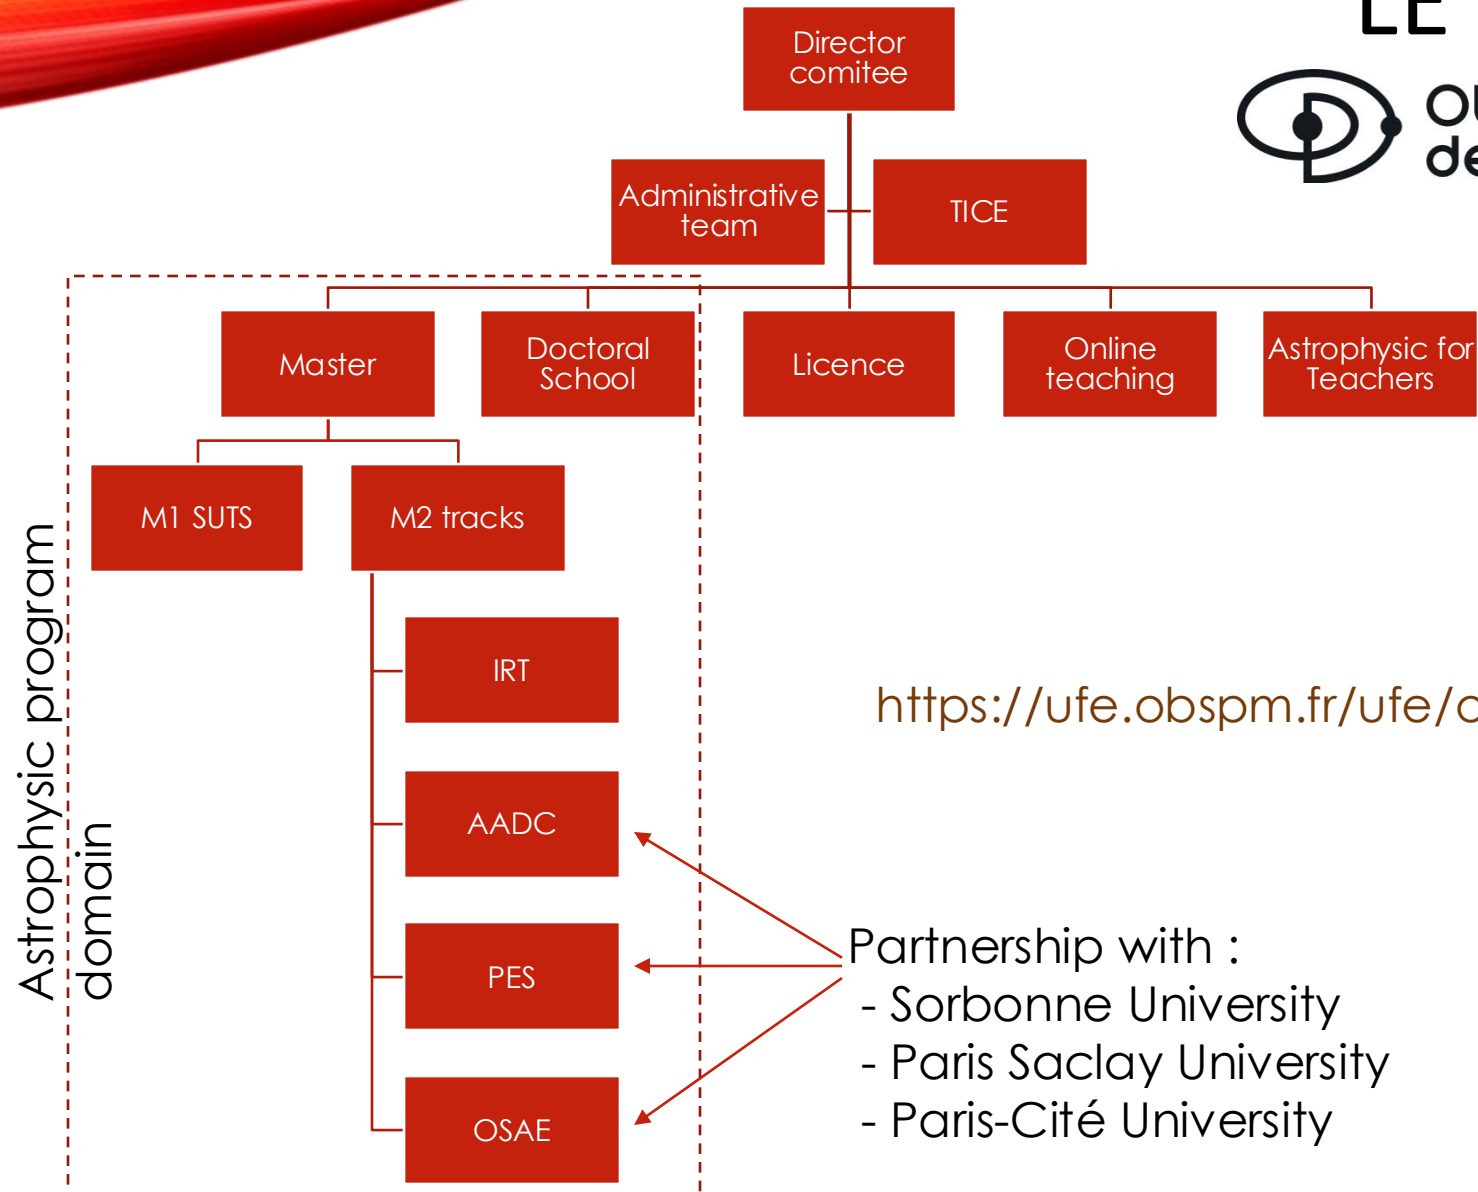 LE
Director
comitee
Administrative
team
TICE
Master
Doctoral
School
Licence
Online
teaching
Astrophysic for
Teachers
M1 SUTS
M2 tracks
Astrophysic program
domain
IRT
https://ufe.obspm.fr/ufe/
AADC
PES
OSAE
Partnership with :
- Sorbonne University
- Paris Saclay University
- Paris-Cité University